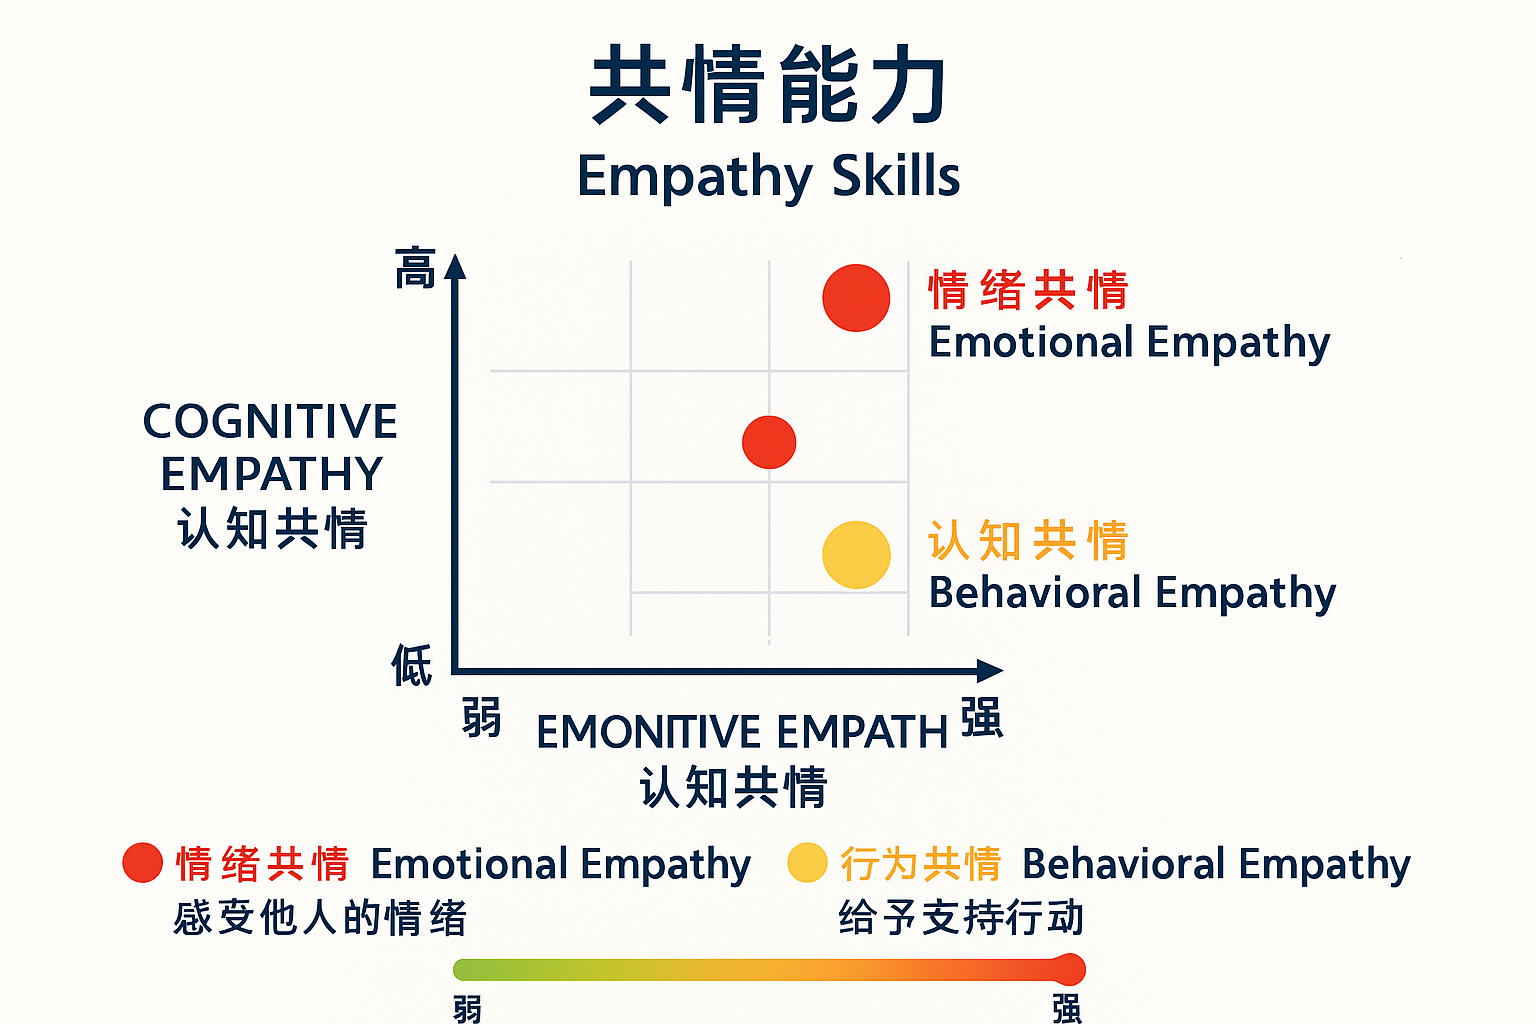 共情能力
Empathy Skills
高
情绪共情
Emotional Empathy
COGNITIVE
EMPATHY
认知共情
认知共情
Behavioral Empathy
低
弱 EMONITIVE EMPATH 强
认知共情
情绪共情 Emotional Empathy 行为共情 Behavioral Empathy
感受他人的情绪 给予支持行动
弱 强